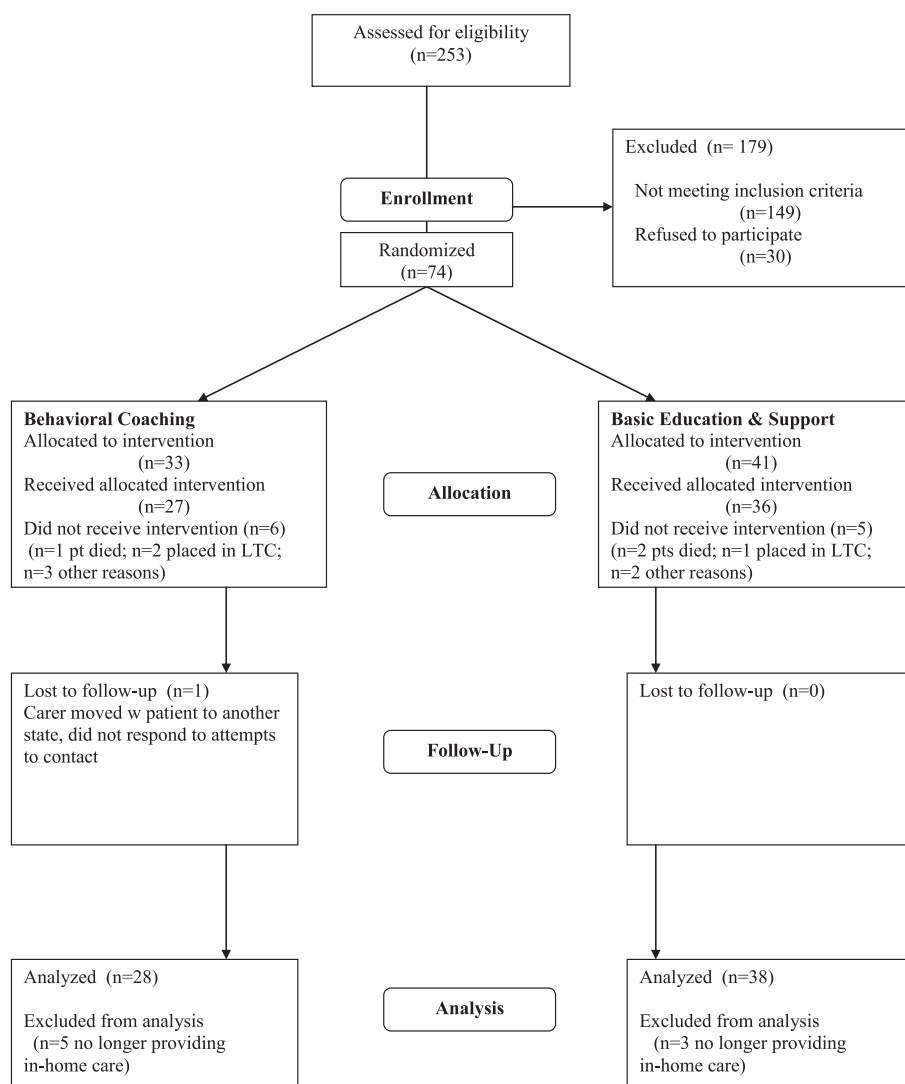 Assessed for eligibility
(n=253)
Excluded (n= 179)
Not meeting inclusion criteria
(n=149)
Refused to participate
(n=30)
Enrollment
Randomized
(n=74)
Behavioral Coaching
Allocated to intervention
(n=33)
Received allocated intervention
(n=27)
Did not receive intervention (n=6)
(n=1 pt died; n=2 placed in LTC;
n=3 other reasons)
Allocation
Basic Education & Support
Allocated to intervention
(n=41)
Received allocated intervention
(n=36)
Did not receive intervention (n=5)
(n=2 pts died; n=1 placed in LTC;
n=2 other reasons)
Lost to follow-up (n=1)
Carer moved w patient to another
state, did not respond to attempts
to contact
Follow-Up
Lost to follow-up (n=0)
Analyzed (n=28)
Excluded from analysis
(n=5 no longer providing
in-home care)
Analysis
Analyzed (n=38)
Excluded from analysis
(n=3 no longer providing
in-home care)